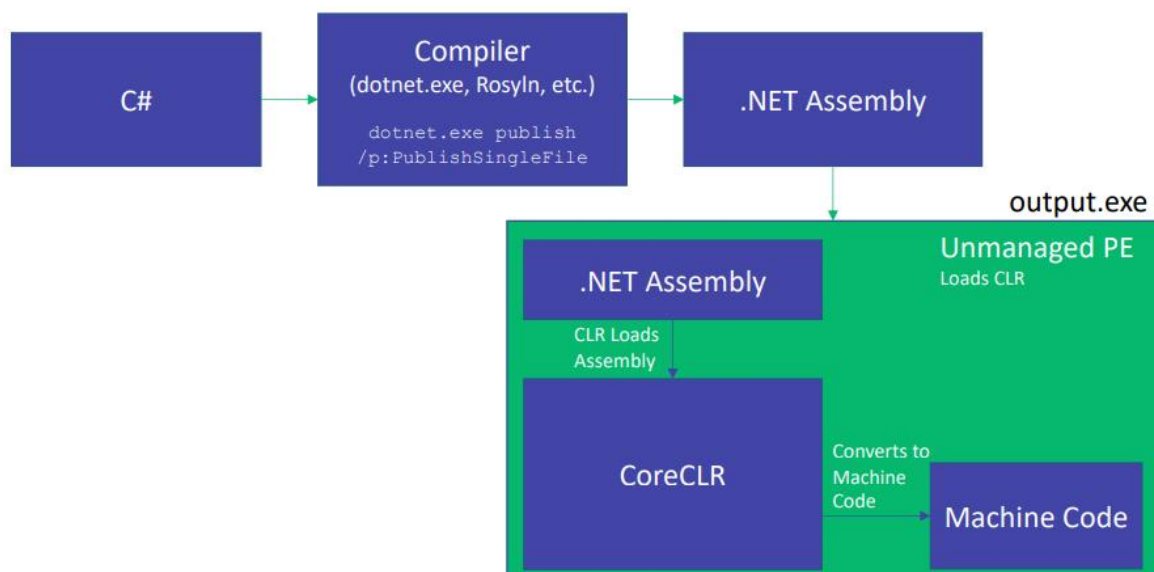 C#
Compiler
(dotnet.exe, Rosyln, etc.)
dotnet.exe publish
/p:PublishSingleFile
.NET Assembly
output.exe
Unmanaged PE
Loads CLR
.NET Assembly
CLR Loads
Assembly
CoreCLR
Converts to
Machine
Code
Machine Code